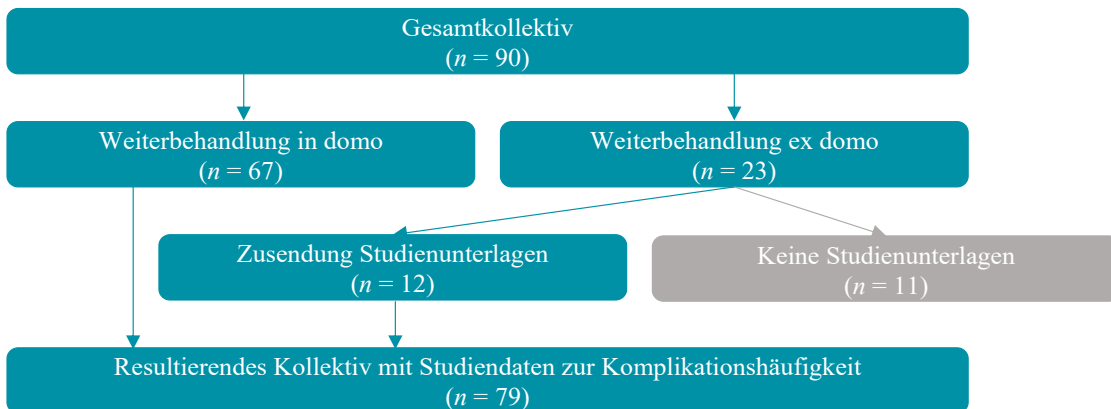 Gesamtkollektiv
(n = 90)
Weiterbehandlung in domo
(n = 67)
Weiterbehandlung ex domo
(n = 23)
Zusendung Studienunterlagen
(n = 12)
Keine Studienunterlagen
(n = 11)
Resultierendes Kollektiv mit Studiendaten zur Komplikationshäufigkeit
(n = 79)